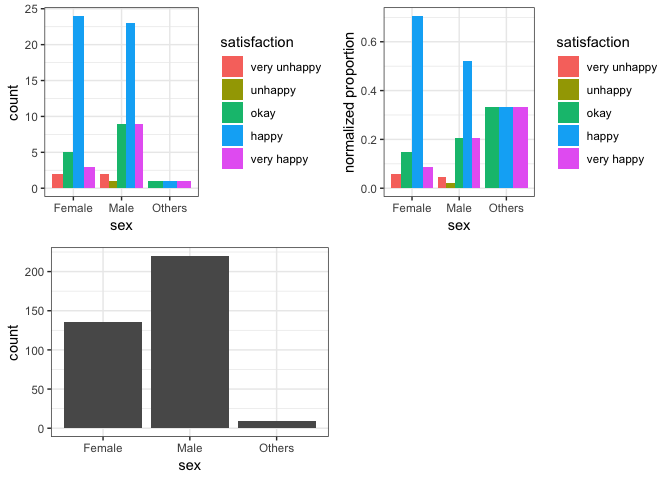 25
20
15
10
5
0
count
Female Male Others
sex
satisfaction
very unhappy
unhappy
okay
happy
very happy
0.6
0.4
0.2
0.0
normalized proportion
Female Male Others
sex
satisfaction
very unhappy
unhappy
okay
happy
very happy
200
150
100
50
0
count
Female Male Others
sex